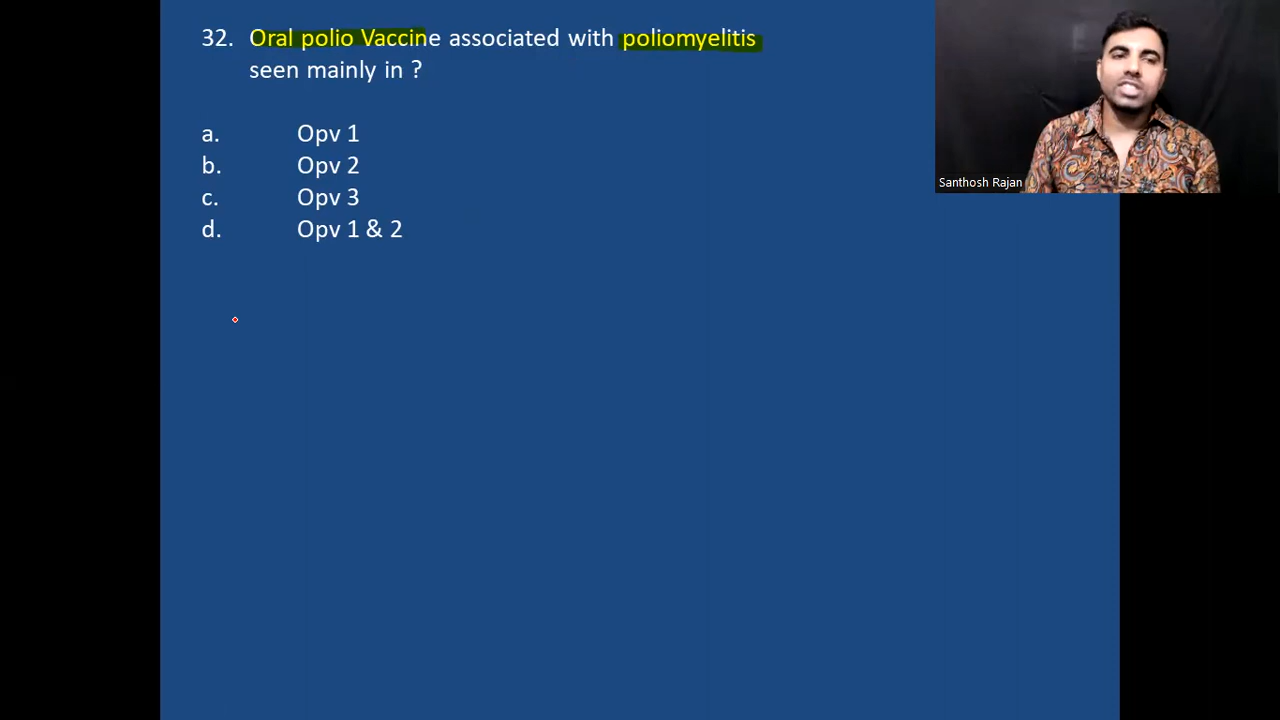 32. Oral polio Vaccine associated with poliomyelitis
seen mainly in ?
a. Opv 1
b. Opv 2
c. Opv 3
d. Opv 1 & 2
Santhosh Rajan